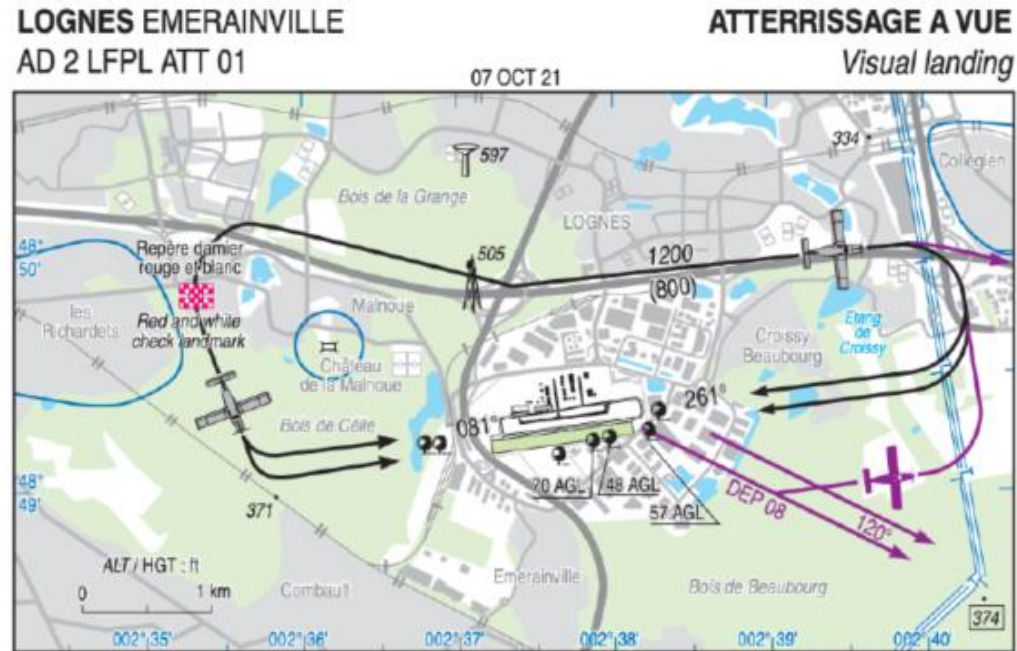 LOGNES EMERAINVILLE
ATTERRISSAGE A VUE
AD 2 LFPL ATT 01
Visual landing
07 OCT 21
597
334
Collégien
Bois de la Grange
LOGNES
48°
50'
Repère damier
rouge et blanc
505
1200
(800)
les
Richardets
Red and white
check landmark
Malnoue
Château
de la Malnoue
Croissy
Beaubourg
Etang
de
Croissy
Bois de Célie
081°
261°
48°
49'
70 AGL
48 AGL
57 AGL
DEP 08
120°
371
ALT / HGT : ft
0
1 km
Combault
Emerainville
Bois de Beaubourg
374
002° 35'
002° 36'
002° 37'
002° 38'
002° 39'
002° 40'